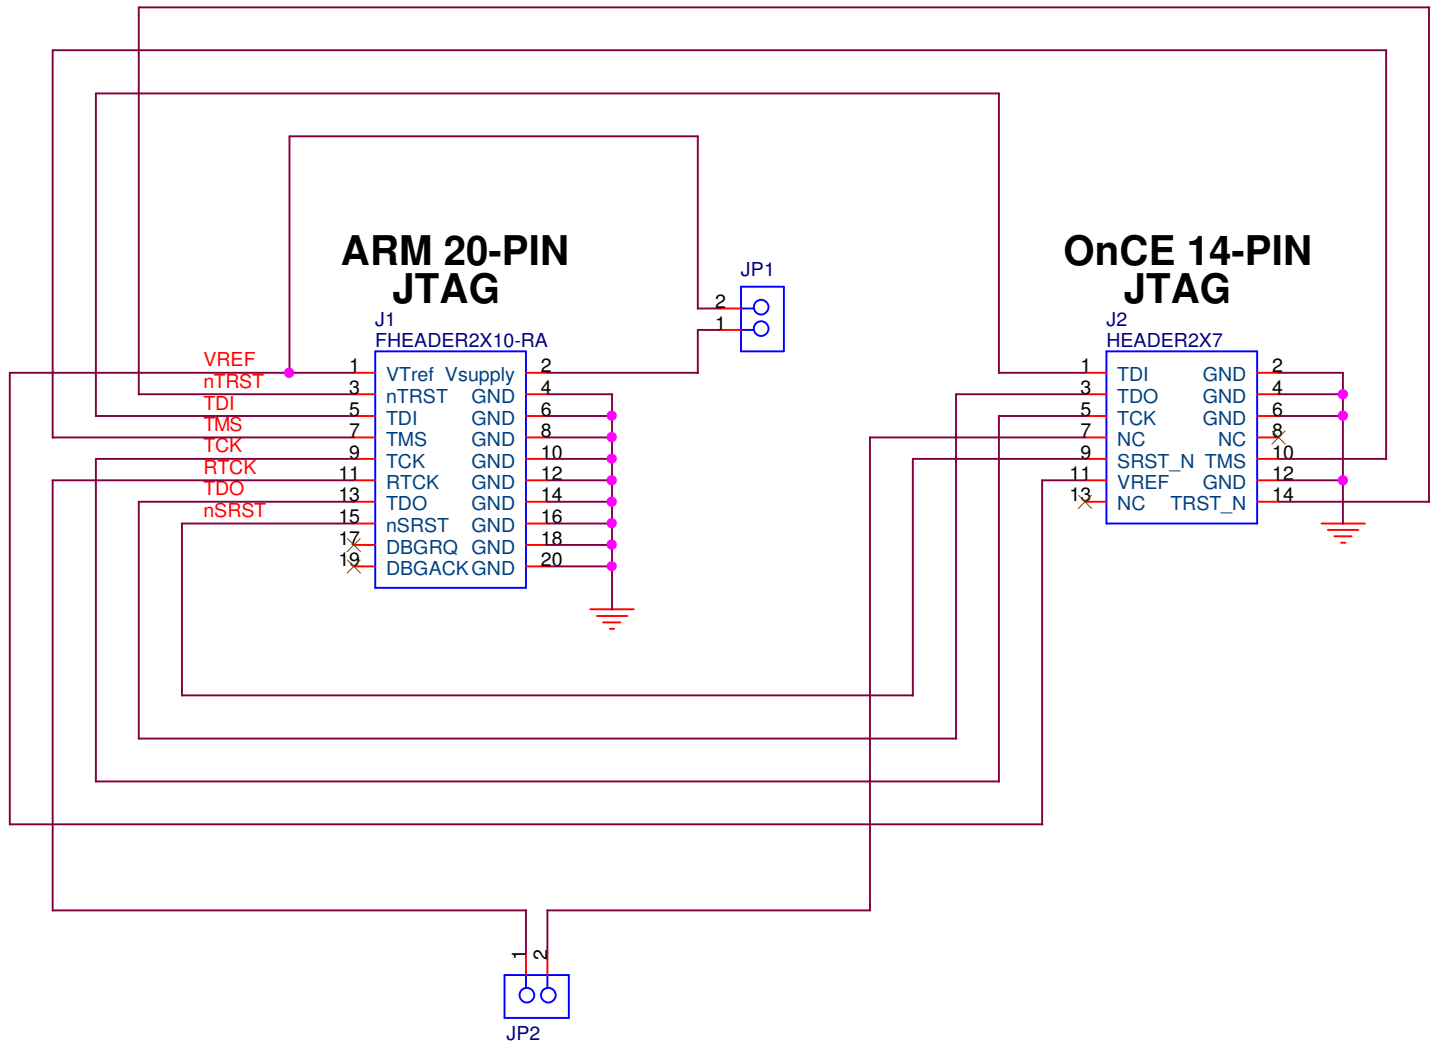 ARM 20-PIN
JTAG
J1
FHEADER2X10-RA
VREF 1 VTref Vsupply 2
nTRST 3 nTRST GND 4
TDI 5 TDI GND 6
TMS 7 TMS GND 8
TCK 9 TCK GND 10
RTCK 11 RTCK GND 12
TDO 13 TDO GND 14
nSRST 15 nSRST GND 16
17 DBGRQ GND 18
19 DBGACK GND 20
JP1
2
1
OnCE 14-PIN
JTAG
J2
HEADER2X7
1 TDI GND 2
3 TDO GND 4
5 TCK GND 6
7 NC NC 8
9 SRST_N TMS 10
11 VREF GND 12
13 NC TRST_N 14
1 2
JP2